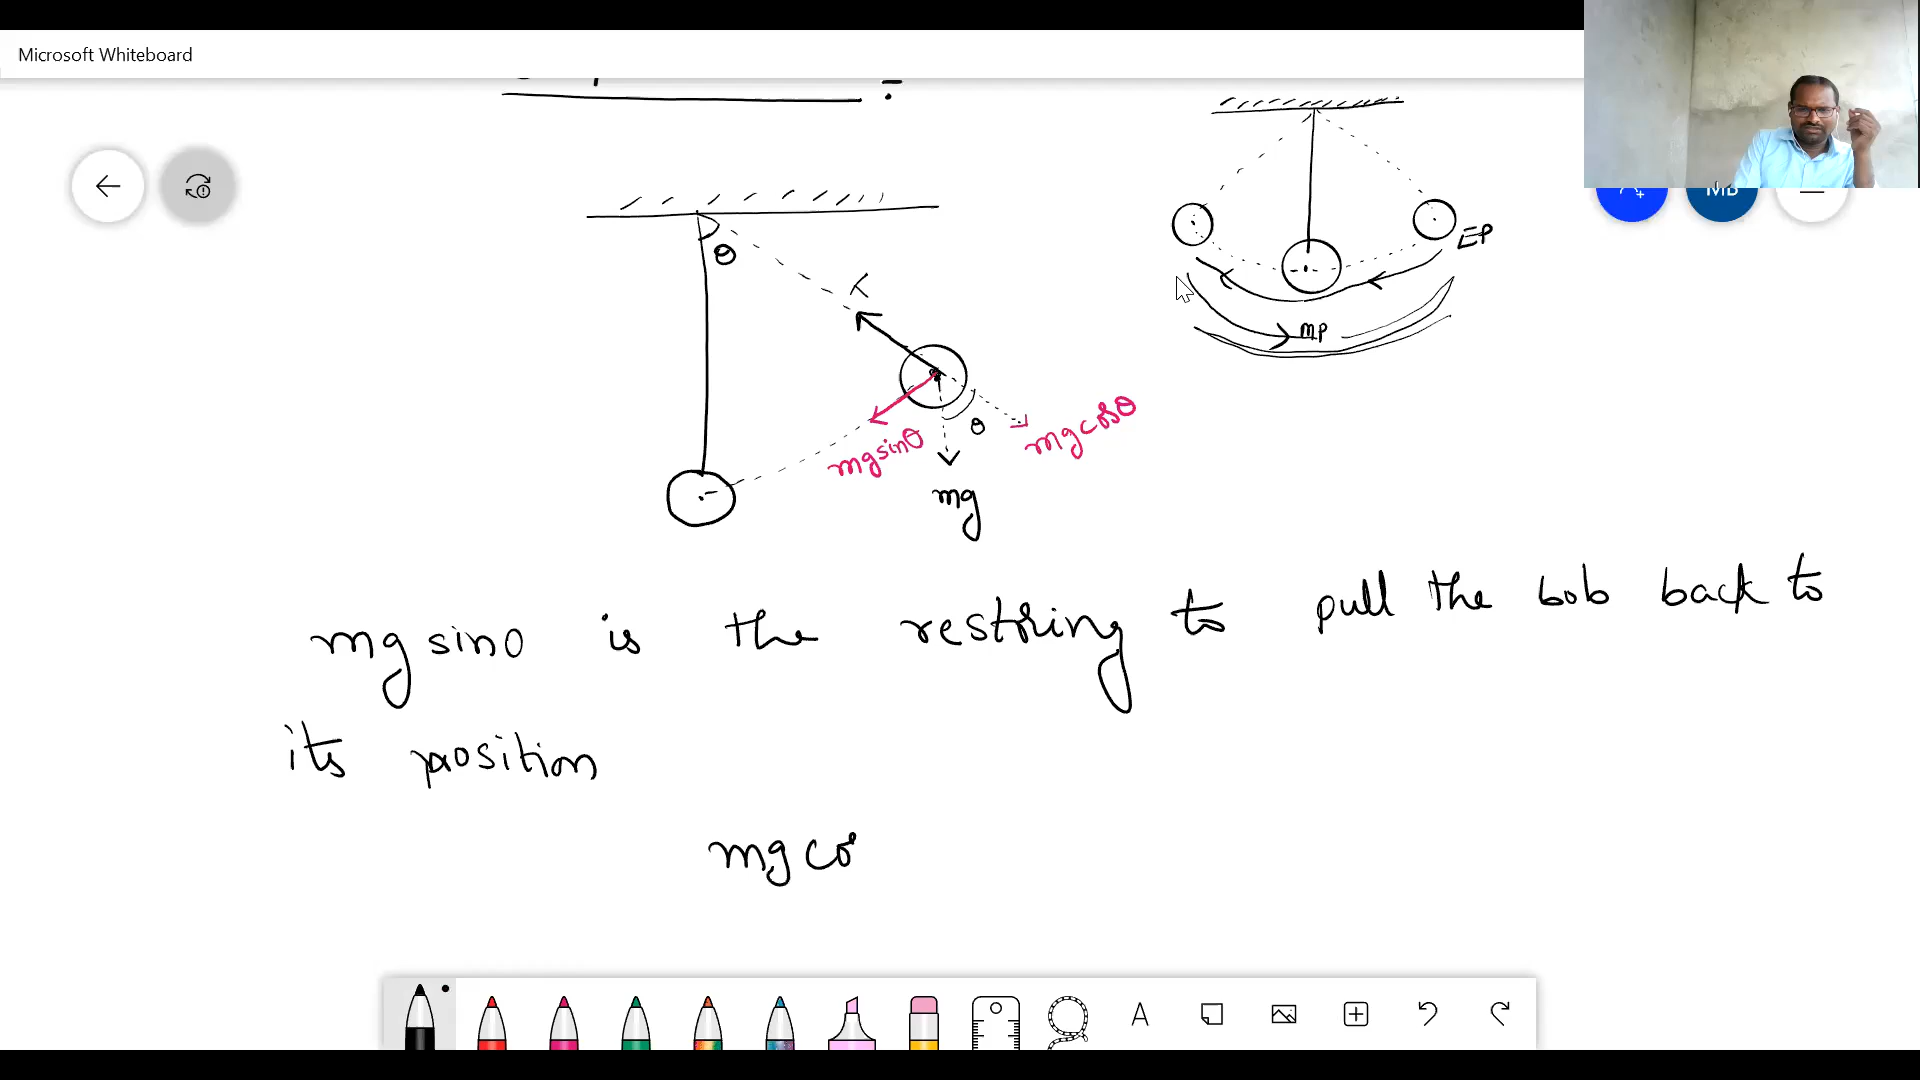 Microsoft Whiteboard
θ
T
mg sinθ
θ
mg cosθ
mg
EP
MP
mg sinθ is the restring to pull the bob back to
its position
mg cos